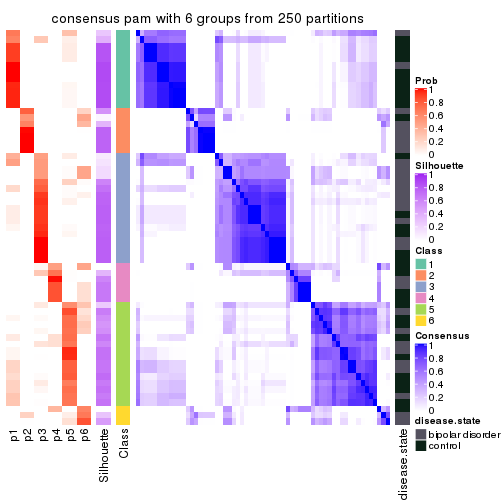 consensus pam with 6 groups from 250 partitions
Prob
1
0.8
0.6
0.4
0.2
0
Silhouette
1
0.8
0.6
0.4
0.2
0
Class
1
2
3
4
5
6
Consensus
1
0.8
0.6
0.4
0.2
0
disease.state
bipolar disorder
control
p1
p2
p3
p4
p5
p6
Silhouette
Class
disease.state